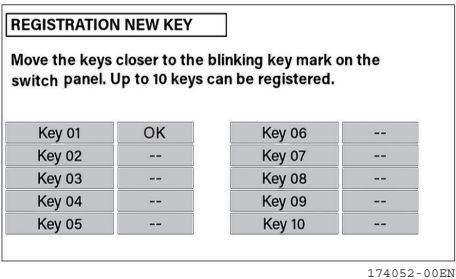 REGISTRATION NEW KEY
Move the keys closer to the blinking key mark on the
switch panel. Up to 10 keys can be registered.
Key 01 OK Key 06 --
Key 02 -- Key 07 --
Key 03 -- Key 08 --
Key 04 -- Key 09 --
Key 05 -- Key 10 --
174052-00EN